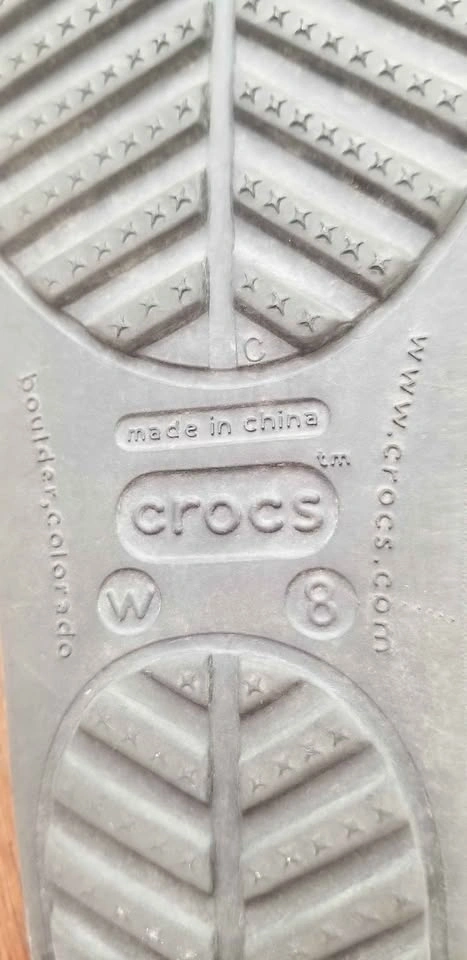 C
made in china
tm
crocs
W 8
boulder,colorado
www.crocs.com